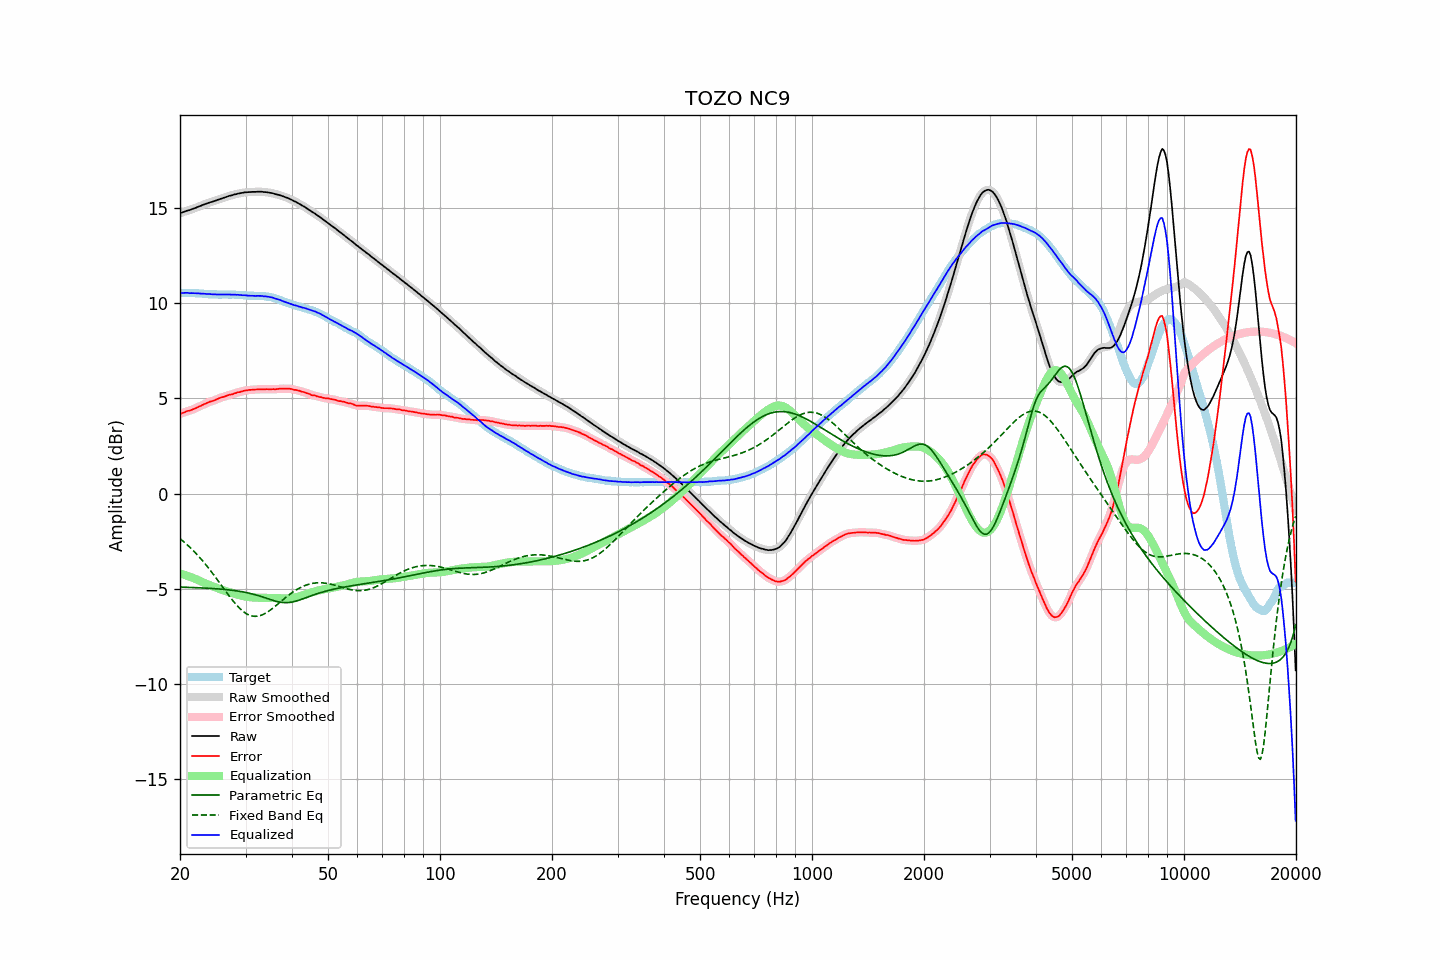 TOZO NC9
Amplitude (dBr)
15
10
5
0
−5
−10
−15
Target
Raw Smoothed
Error Smoothed
Raw
Error
Equalization
Parametric Eq
Fixed Band Eq
Equalized
20 50 100 200 500 1000 2000 5000 10000 20000
Frequency (Hz)